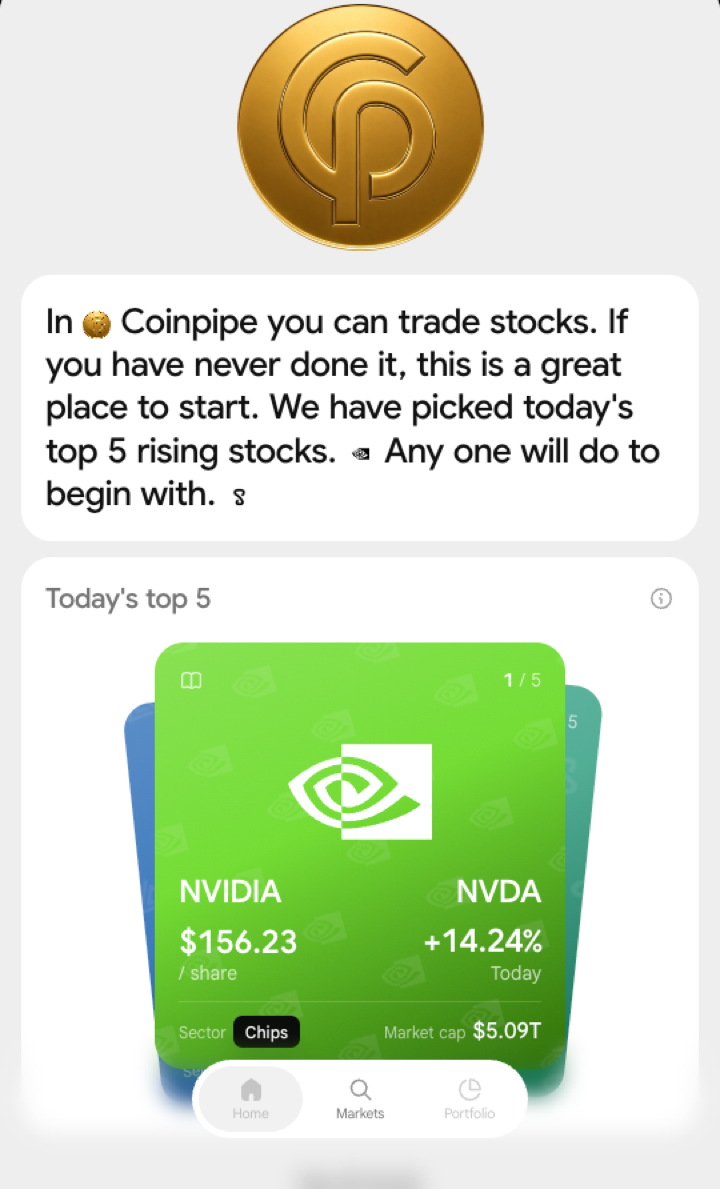 In Coinpipe you can trade stocks. If
you have never done it, this is a great
place to start. We have picked today's
top 5 rising stocks. Any one will do to
begin with.
Today's top 5
1 / 5
5
NVIDIA NVDA
$156.23 +14.24%
/ share Today
Sector Chips Market cap $5.09T
Home Markets Portfolio